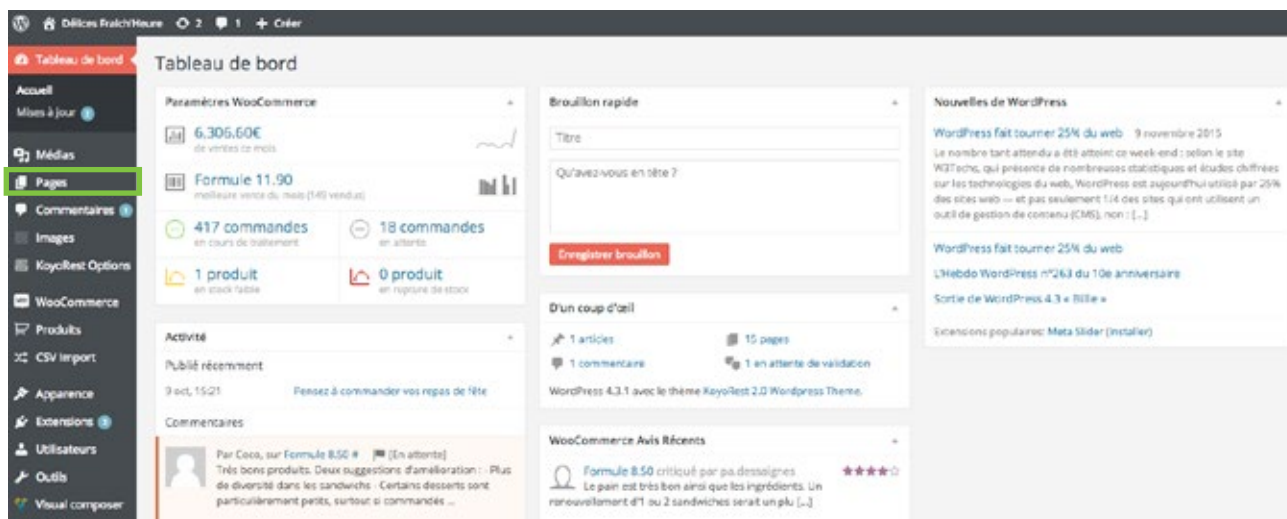 Délices Fraîch'Heure 2 1 + Créer
Tableau de bord
Accueil
Mises à jour
Médias
Pages
Commentaires 1
Images
KoyoRest Options
WooCommerce
Produits
CSV Import
Apparence
Extensions
Utilisateurs
Outils
Visual composer
Tableau de bord
Paramètres WooCommerce
6,306.60€
de ventes ce mois
Formule 11.90
meilleure vente du mois (149 vendus)
417 commandes
en cours de traitement
18 commandes
en attente
1 produit
en stock faible
0 produit
en rupture de stock
Activité
Publié récemment
9 oct, 15:21 Pensez à commander vos repas de fête
Commentaires
Par Coco, sur Formule 8.50 # [En attente]
Très bons produits. Deux suggestions d'amelioration : - Plus
de diversité dans les sandwichs - Certains desserts sont
particulièrement petits, surtout si commandés ...
Brouillon rapide
Titre
Qu'avez-vous en tête ?
Enregistrer brouillon
D'un coup d'œil
1 articles
15 pages
1 commentaire
1 en attente de validation
WordPress 4.3.1 avec le thème KoyoRest 2.0 Wordpress Theme.
WooCommerce Avis Récents
Formule 8.50 critiqué par pa.dessaignes
Le pain est très bon ainsi que les ingrédients. Un
renouvellement d'1 ou 2 sandwiches serait un plu [...]
Nouvelles de WordPress
WordPress fait tourner 25% du web 9 novembre 2015
Le nombre tant attendu a été atteint ce week-end : selon le site
W3Techs, qui présente de nombreuses statistiques et études chiffrées
sur les technologies du web, WordPress est aujourd'hui utilisé par 25%
des sites web — et pas seulement 1/4 des sites qui ont utilisent un
outil de gestion de contenu (CMS), non : [...]
WordPress fait tourner 25% du web
L'Hebdo WordPress n°263 du 10e anniversaire
Sortie de WordPress 4.3 « Billie »
Extensions populaires: Meta Slider (Installer)